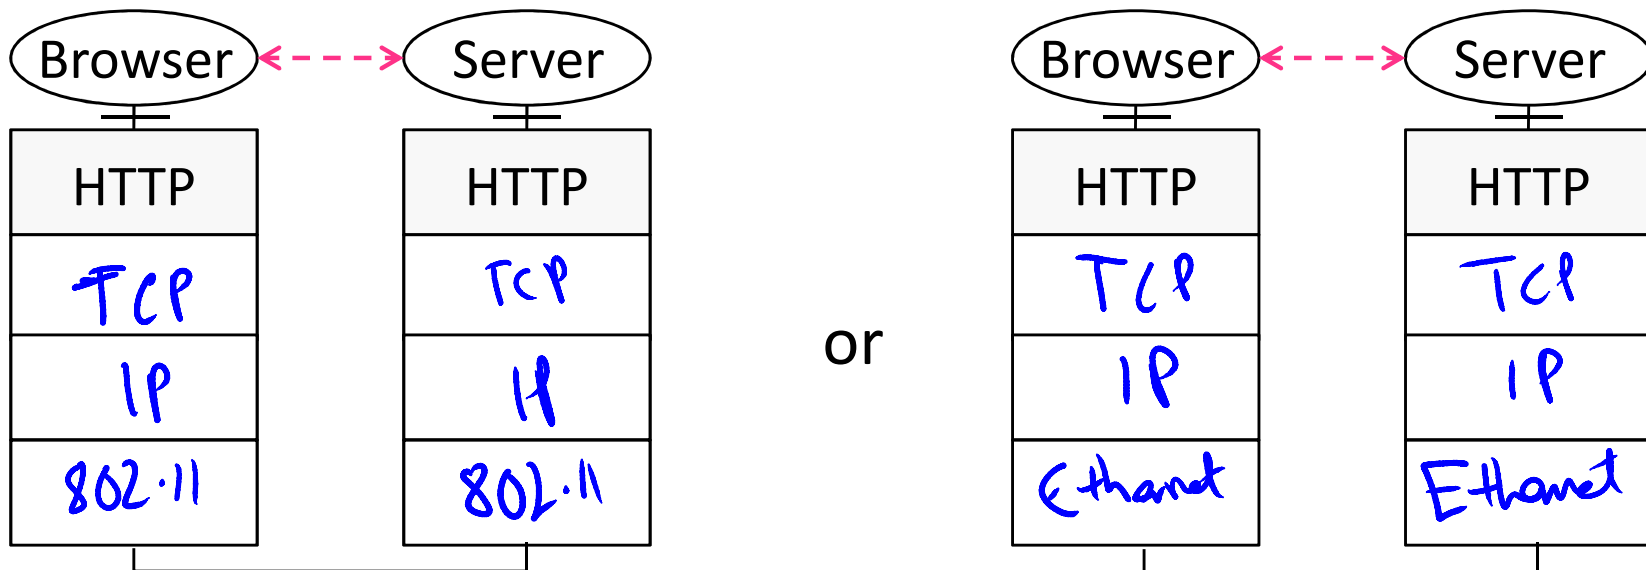 Browser Server Browser Server
HTTP HTTP HTTP HTTP
TCP TCP TCP TCP
or
IP IP IP IP
802.11 802.11 Ethernet Ethernet